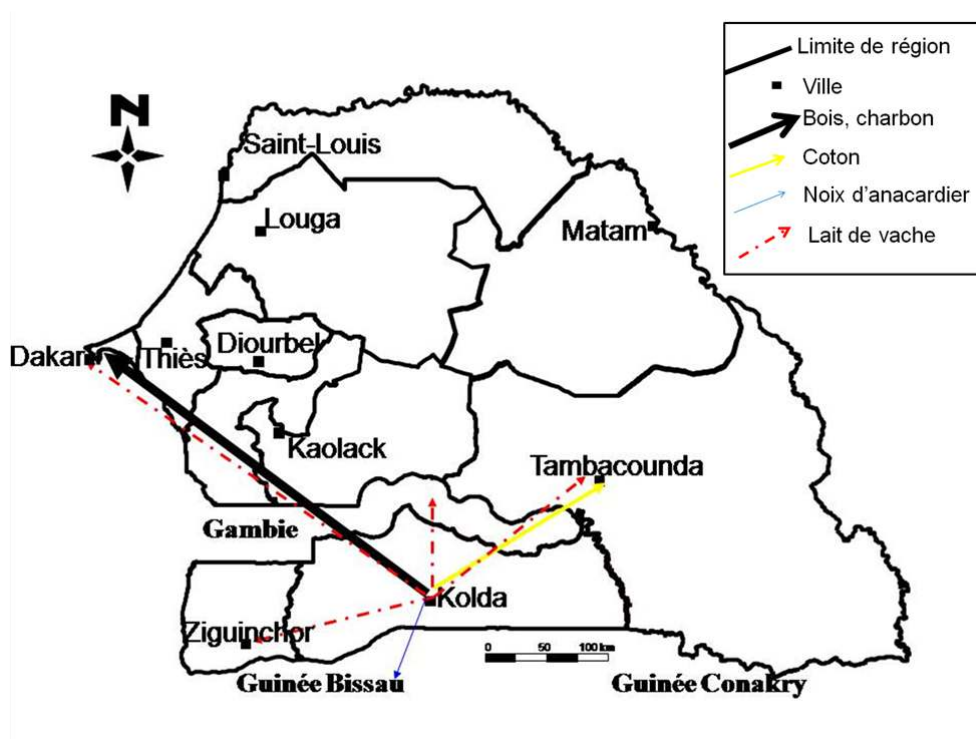 Limite de région
Ville
Bois, charbon
Coton
Noix d'anacardier
Lait de vache
N
Saint-Louis
Louga
Matam
Dakar
Thiès
Diourbel
Kaolack
Tambacounda
Gambie
Kolda
Ziguinchor
0 50 100 km
Guinée Bissau
Guinée Conakry